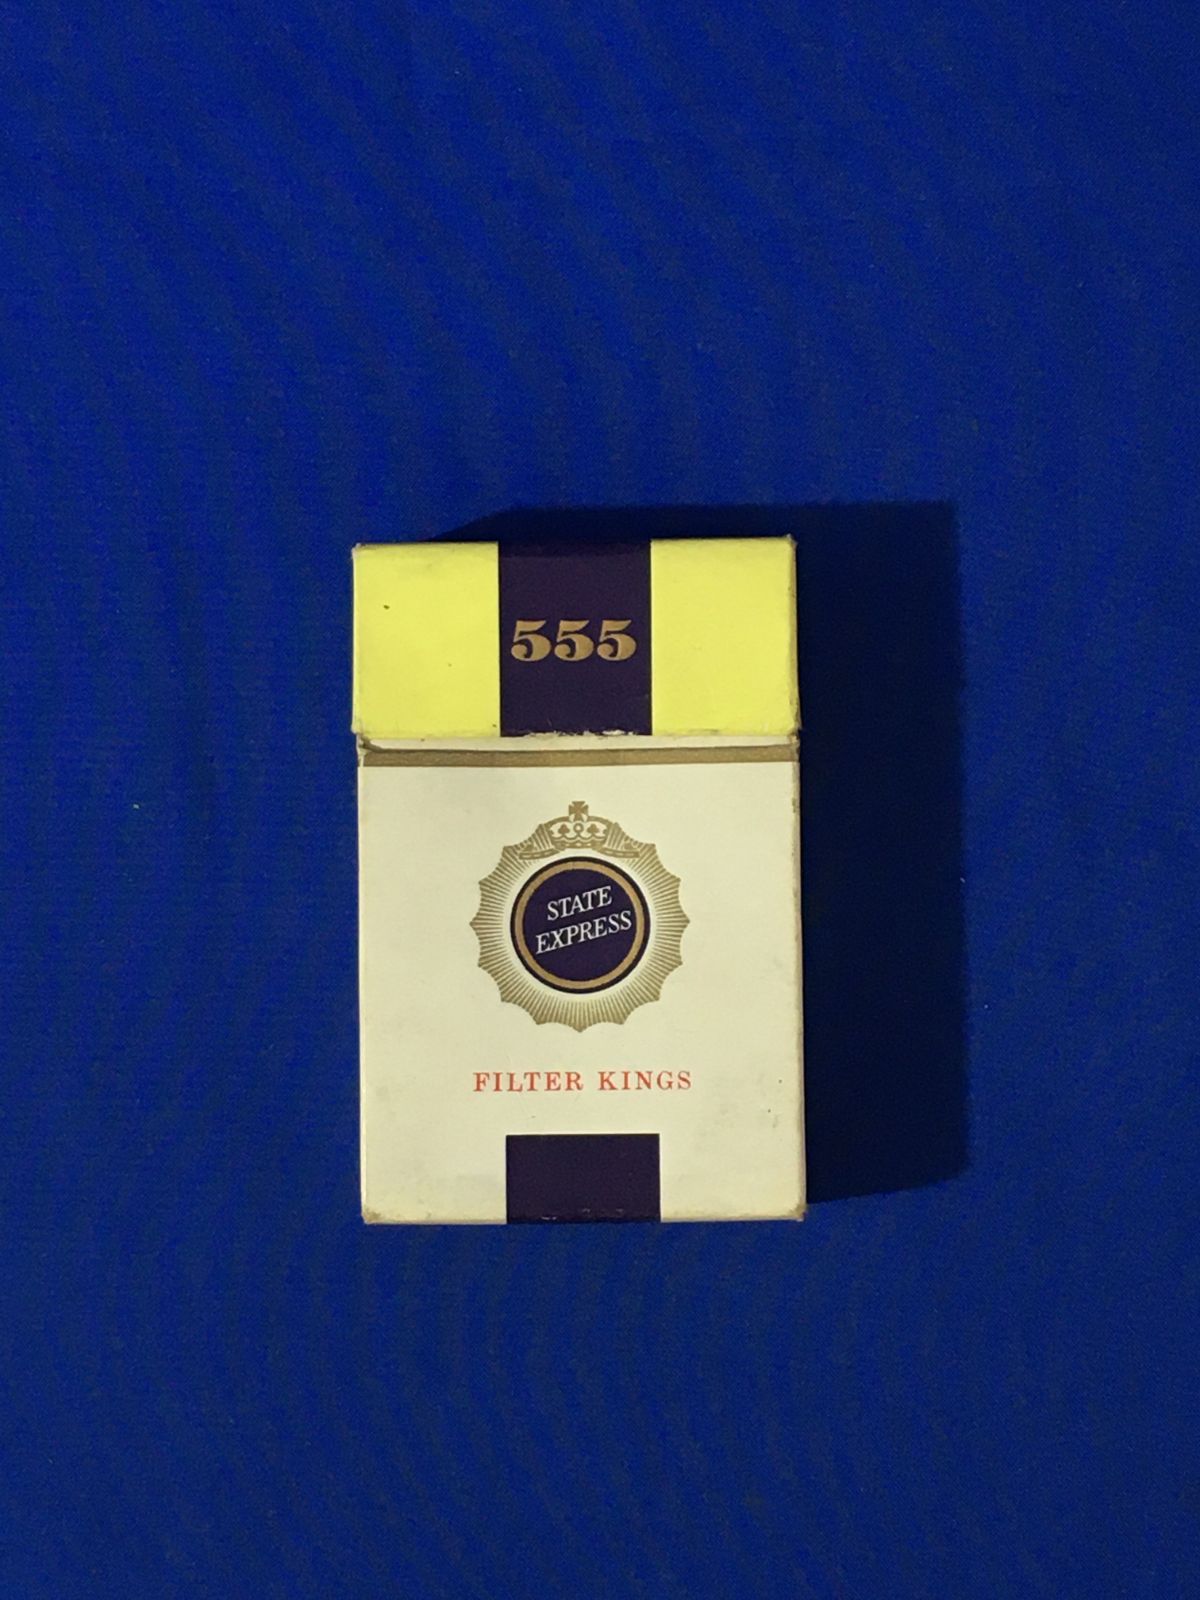 555
STATE
EXPRESS
FILTER KINGS